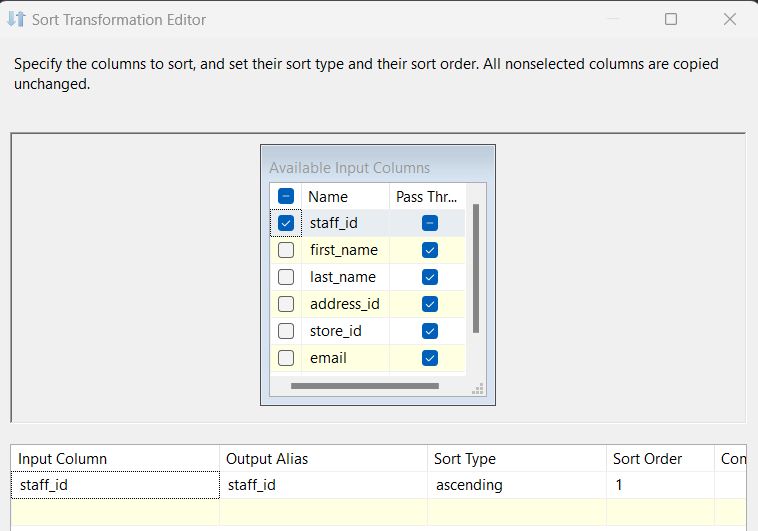 Sort Transformation Editor
Specify the columns to sort, and set their sort type and their sort order. All nonselected columns are copied
unchanged.
Available Input Columns
Name Pass Thr...
staff_id
first_name
last_name
address_id
store_id
email
Input Column Output Alias Sort Type Sort Order Con
staff_id staff_id ascending 1